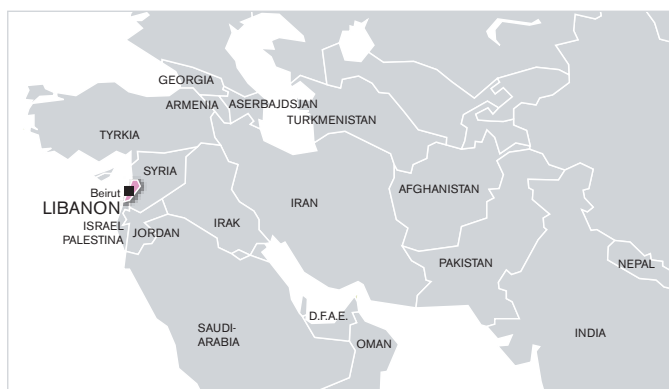 GEORGIA
ARMENIA
ASERBAJDSJAN
TURKMENISTAN
TYRKIA
SYRIA
Beirut
LIBANON
ISRAEL
PALESTINA
JORDAN
IRAK
IRAN
AFGHANISTAN
PAKISTAN
NEPAL
SAUDI-
ARABIA
D.F.A.E.
OMAN
INDIA